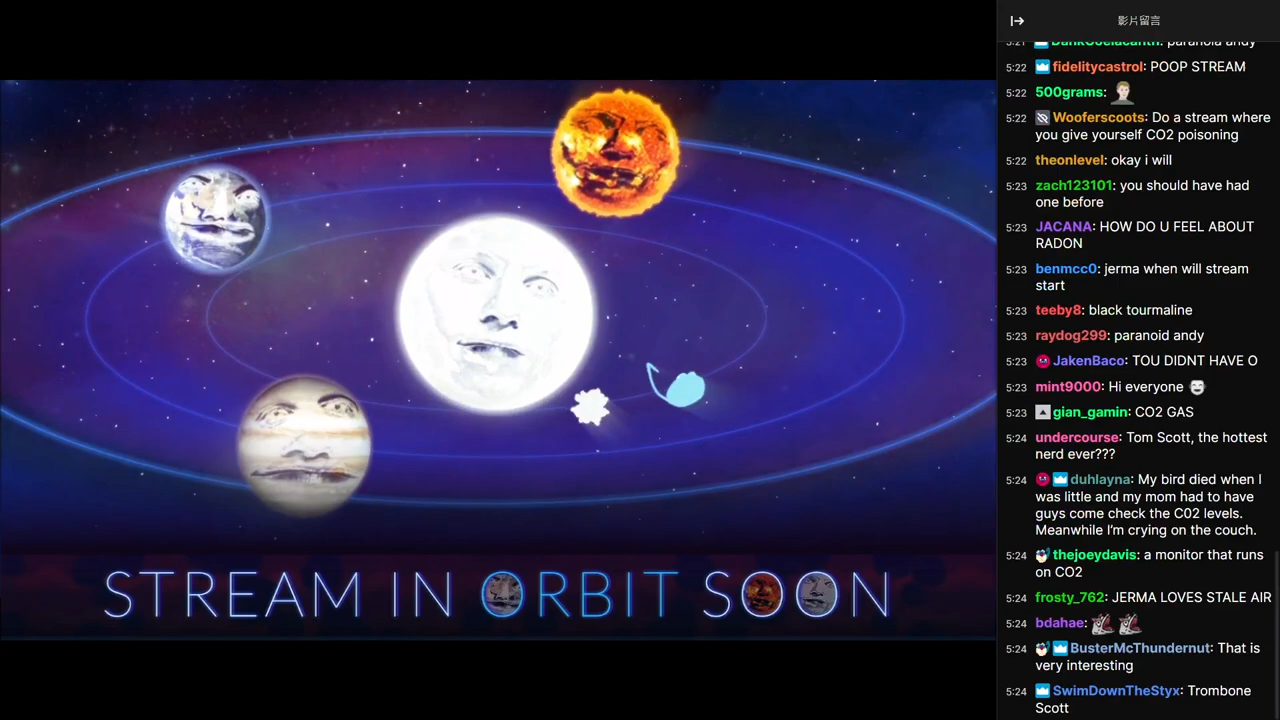 STREAM IN ORBIT SOON
影片留言
5:22 fidelitycastrol: POOP STREAM
5:22 500grams:
5:22 Wooferscoots: Do a stream where
you give yourself CO2 poisoning
5:22 theonlevel: okay i will
5:23 zach123101: you should have had
one before
5:23 JACANA: HOW DO U FEEL ABOUT
RADON
5:23 benmcc0: jerma when will stream
start
5:23 teeby8: black tourmaline
5:23 raydog299: paranoid andy
5:23 JakenBaco: TOU DIDNT HAVE O
5:23 mint9000: Hi everyone
5:23 gian_gamin: CO2 GAS
5:24 undercourse: Tom Scott, the hottest
nerd ever???
5:24 duhlayna: My bird died when I
was little and my mom had to have
guys come check the C02 levels.
Meanwhile I'm crying on the couch.
5:24 thejoeydavis: a monitor that runs
on CO2
5:24 frosty_762: JERMA LOVES STALE AIR
5:24 bdahae:
5:24 BusterMcThundernut: That is
very interesting
5:24 SwimDownTheStyx: Trombone
Scott